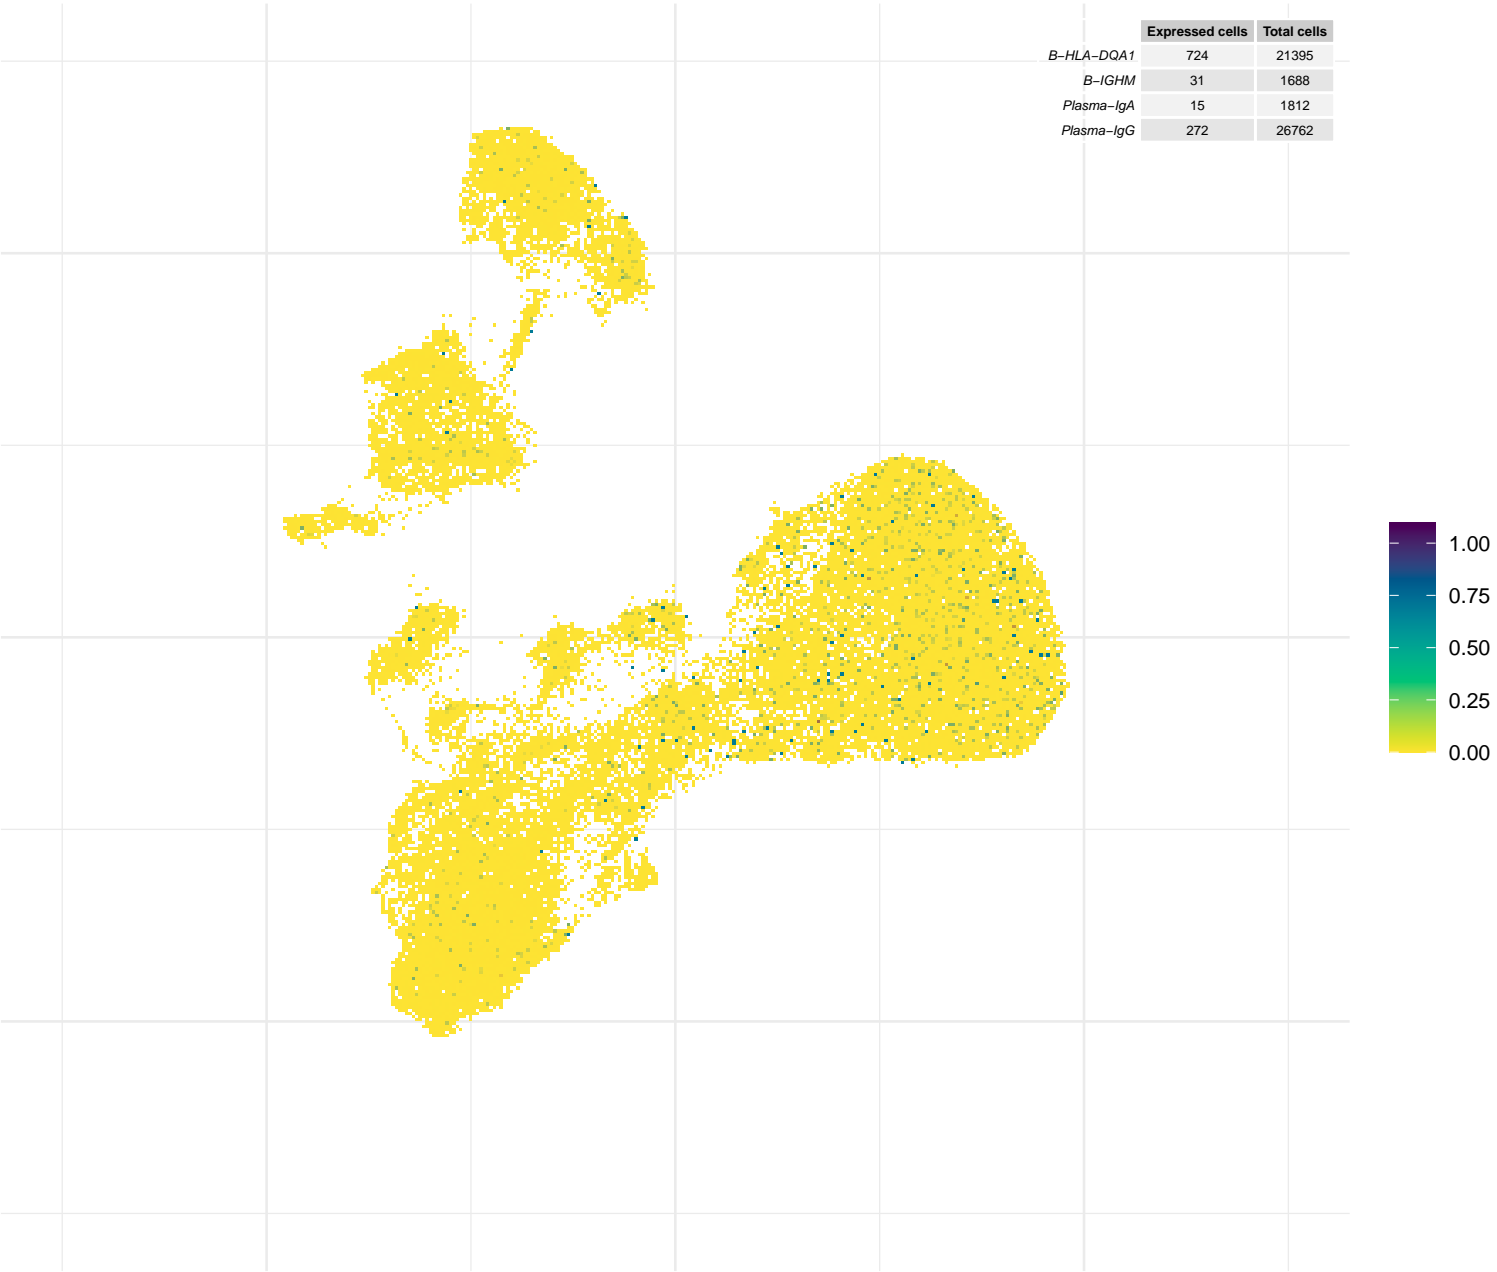 Expressed cells Total cells
B−HLA−DQA1 724 21395
B−IGHM 31 1688
Plasma−IgA 15 1812
Plasma−IgG 272 26762
1.00
0.75
0.50
0.25
0.00